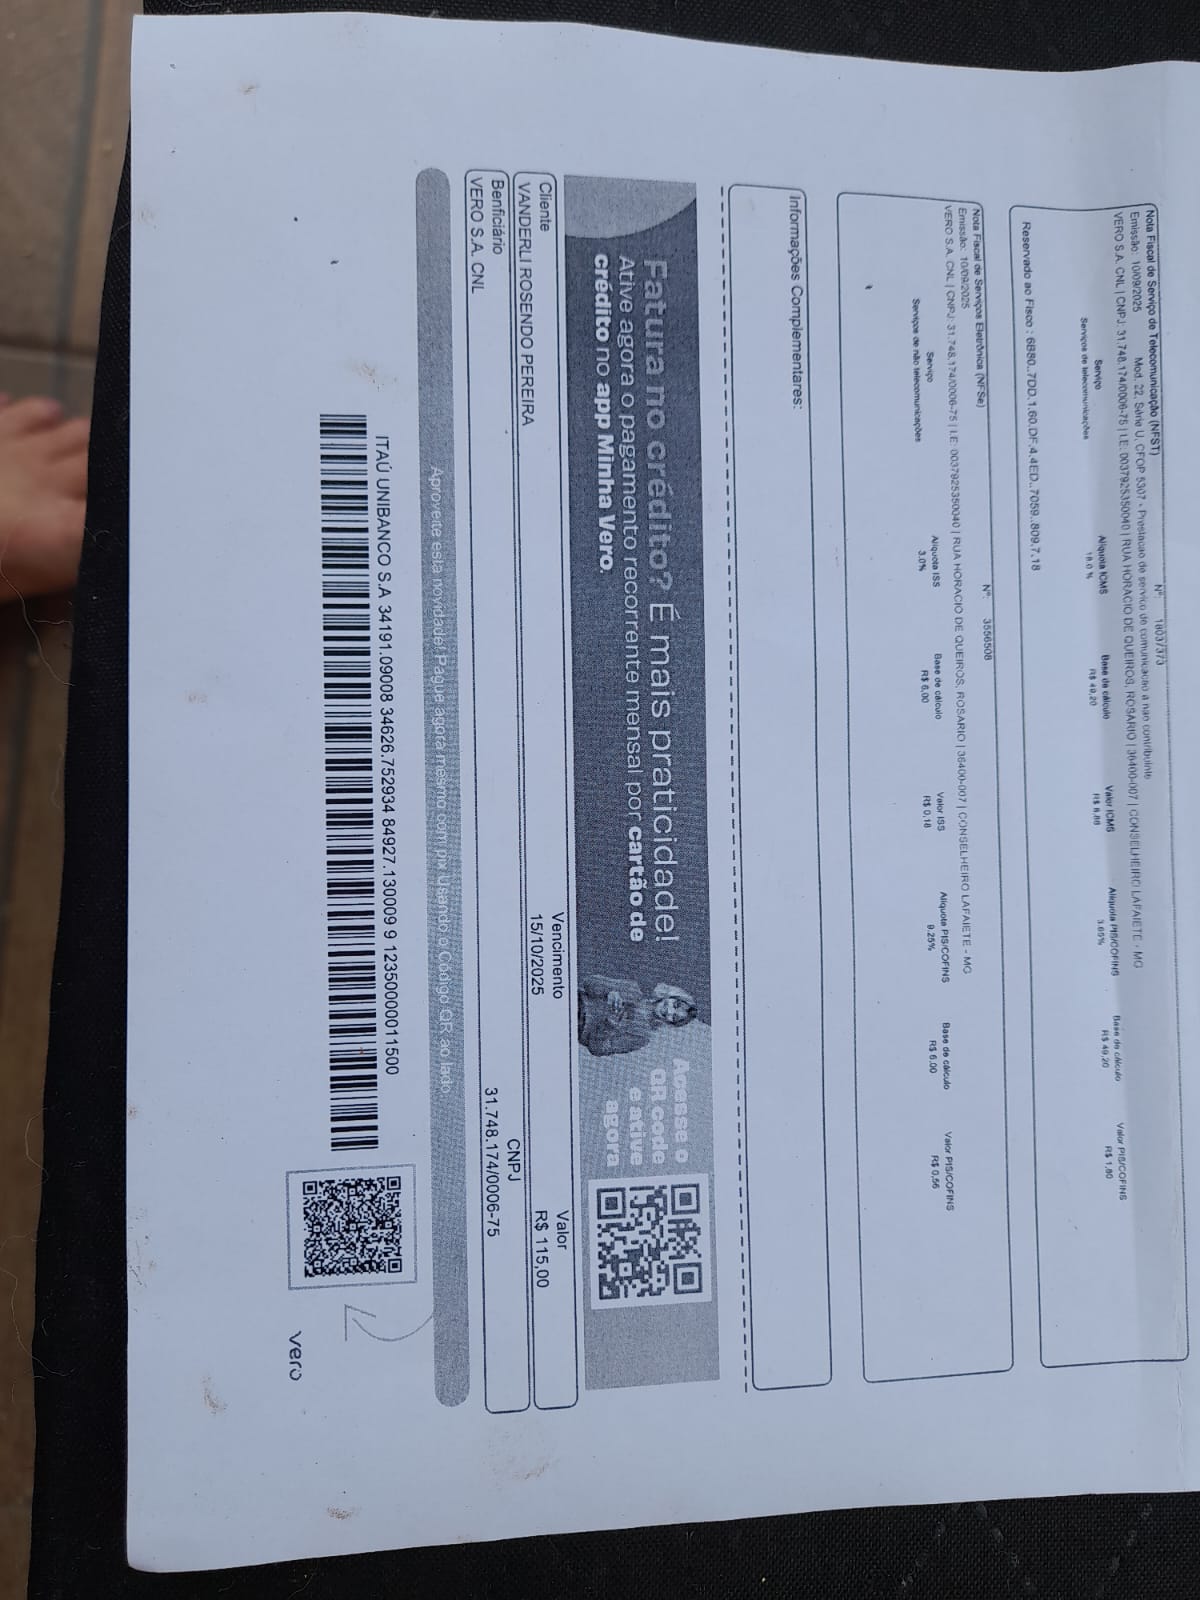 Nota Fiscal de Serviço de Telecomunicação (NFST) Nº: 18037373
Emissão: 10/09/2025 Mod. 22, Série U, CFOP 5307 - Prestacao de servico de comunicacao a nao contribuinte
VERO S.A. CNL | CNPJ: 31.748.174/0006-75 | I.E: 0037925350040 | RUA HORACIO DE QUEIROS, ROSARIO | 36400-007 | CONSELHEIRO LAFAIETE - MG
Serviço Alíquota ICMS Base de cálculo Valor ICMS Alíquota PIS/COFINS Base de cálculo Valor PIS/COFINS
Serviços de telecomunicações 18.0 % R$ 49,20 R$ 8,86 3.65% R$ 49,20 R$ 1,80
Reservado ao Fisco : 6B80..7DD.1.60.DF.4.4ED..7059..809.7.18
Nota Fiscal de Serviços Eletrônica (NFSe) Nº: 3556508
Emissão: 10/09/2025
VERO S.A. CNL | CNPJ: 31.748.174/0006-75 | I.E: 0037925350040 | RUA HORACIO DE QUEIROS, ROSARIO | 36400-007 | CONSELHEIRO LAFAIETE - MG
Serviço Alíquota ISS Base de cálculo Valor ISS Alíquota PIS/COFINS Base de cálculo Valor PIS/COFINS
Serviços de não telecomunicações 3.0% R$ 6,00 R$ 0,18 9.25% R$ 6,00 R$ 0,56
Informações Complementares:
Fatura no crédito? É mais praticidade!
Ative agora o pagamento recorrente mensal por cartão de
crédito no app Minha Vero.
Acesse o
QR code
e ative
agora
Cliente Vencimento Valor
VANDERLI ROSENDO PEREIRA 15/10/2025 R$ 115,00
Benficiário CNPJ
VERO S.A. CNL 31.748.174/0006-75
Aproveite esta novidade! Pague agora mesmo com pix Usando o Código QR ao lado.
ITAÚ UNIBANCO S.A 34191.09008 34626.752934 84927.130009 9 12350000011500
vero